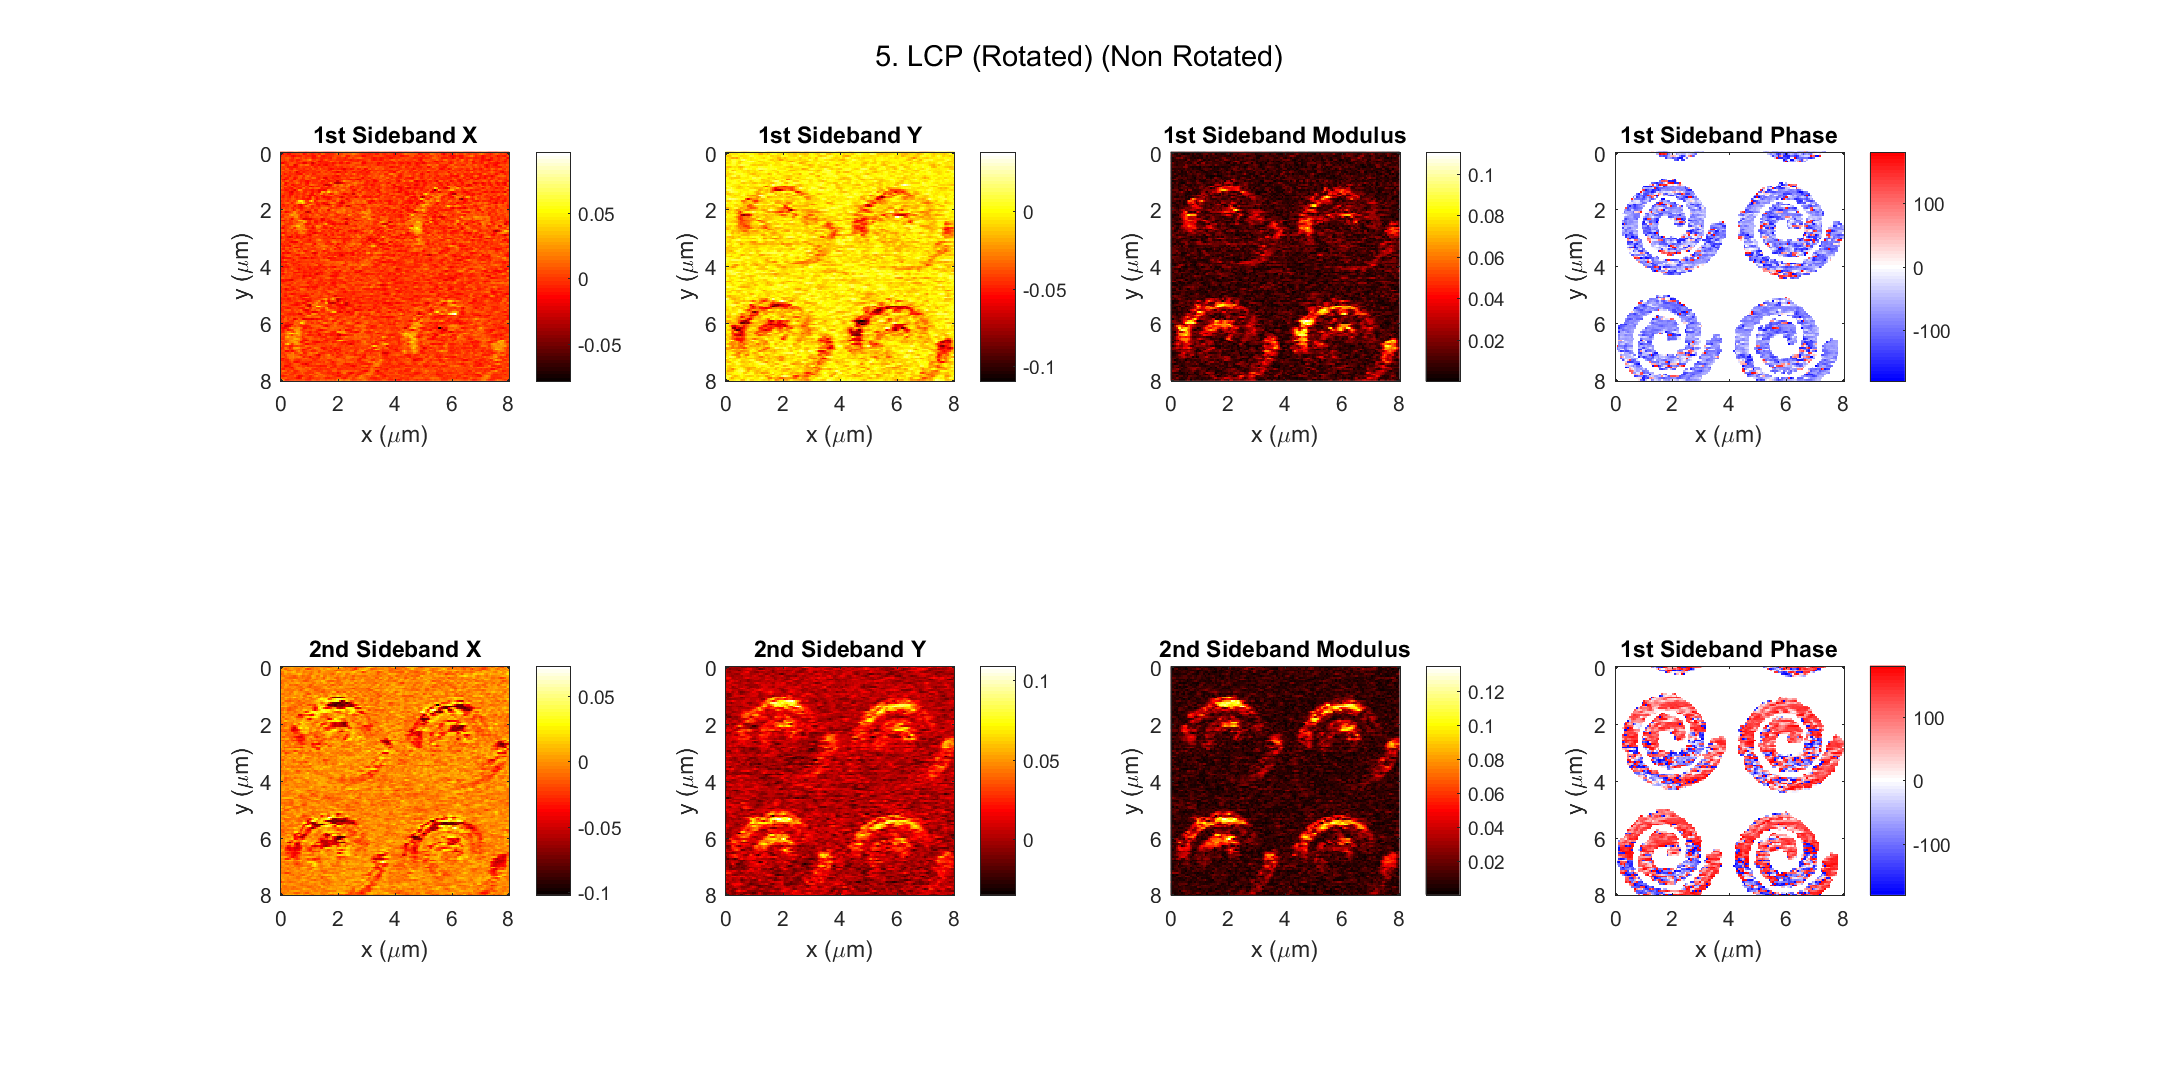 5. LCP (Rotated) (Non Rotated)
1st Sideband X
0
2
4
6
8
0 2 4 6 8
y (μm)
x (μm)
0.05
0
-0.05
1st Sideband Y
0
2
4
6
8
0 2 4 6 8
y (μm)
x (μm)
0
-0.05
-0.1
1st Sideband Modulus
0
2
4
6
8
0 2 4 6 8
y (μm)
x (μm)
0.1
0.08
0.06
0.04
0.02
1st Sideband Phase
0
2
4
6
8
0 2 4 6 8
y (μm)
x (μm)
100
0
-100
2nd Sideband X
0
2
4
6
8
0 2 4 6 8
y (μm)
x (μm)
0.05
0
-0.05
-0.1
2nd Sideband Y
0
2
4
6
8
0 2 4 6 8
y (μm)
x (μm)
0.1
0.05
0
2nd Sideband Modulus
0
2
4
6
8
0 2 4 6 8
y (μm)
x (μm)
0.12
0.1
0.08
0.06
0.04
0.02
1st Sideband Phase
0
2
4
6
8
0 2 4 6 8
y (μm)
x (μm)
100
0
-100